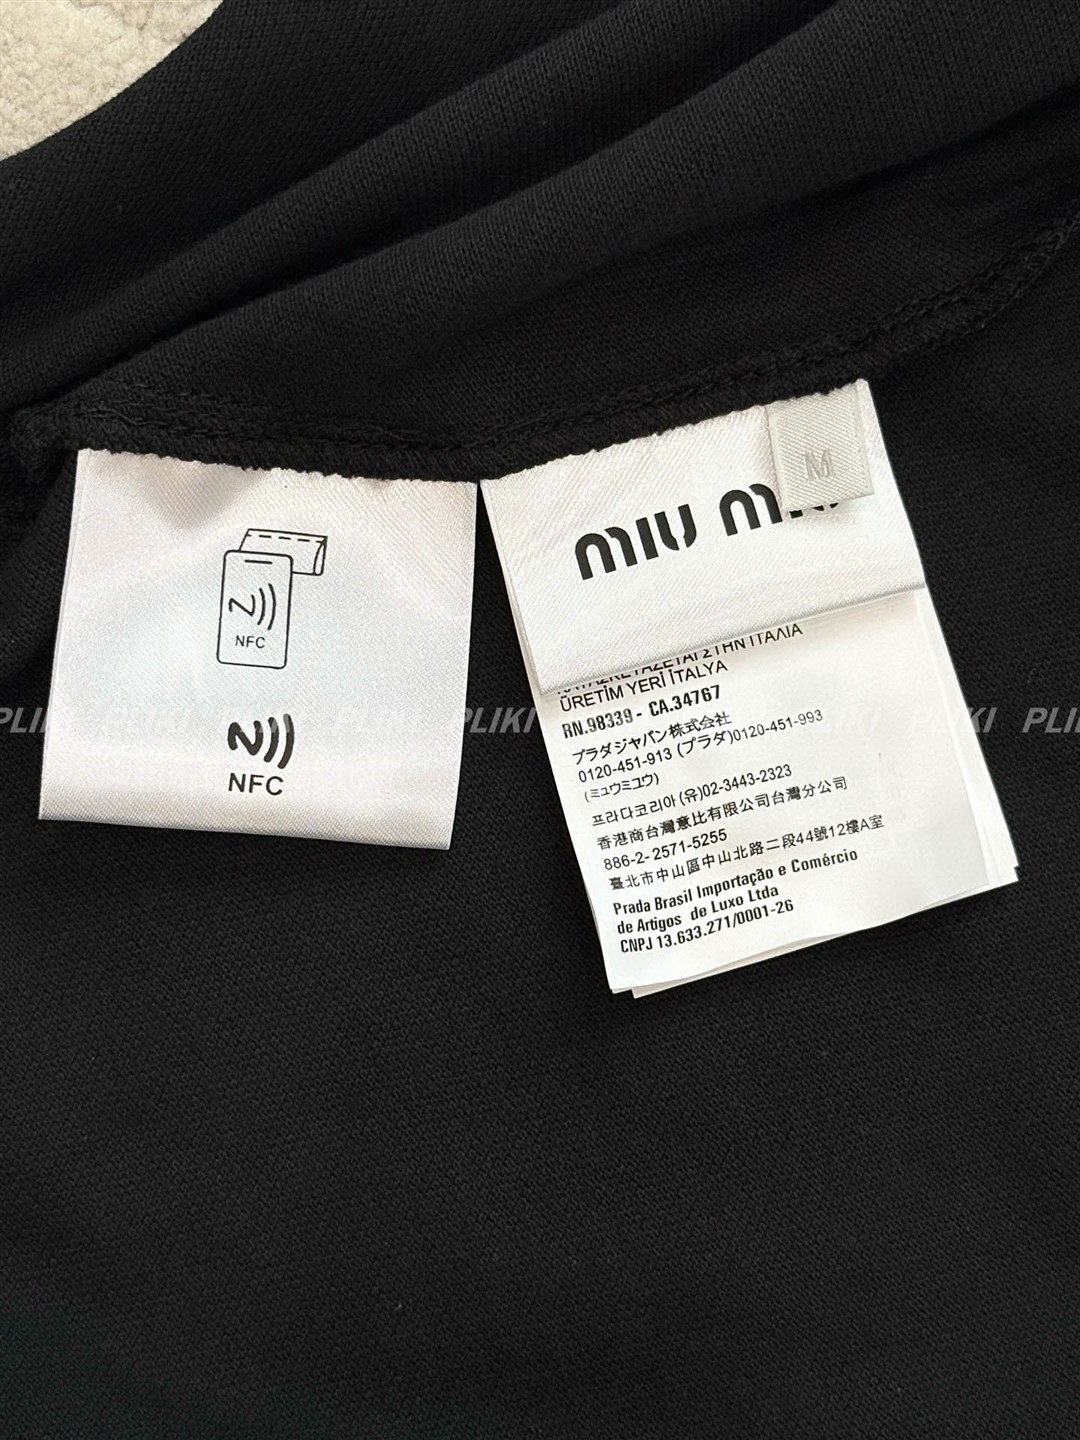 M
miu miu
NFC
NFC
ÜRETİM YERİ İTALYA
RN.98339 - CA.34767
プラダジャパン株式会社
0120-451-913 (プラダ)0120-451-993
(ミュウミュウ)
프라다코리아(유)02-3443-2323
香港商台灣意比有限公司台灣分公司
886-2-2571-5255
臺北市中山區中山北路二段44號12樓A室
Prada Brasil Importação e Comércio
de Artigos de Luxo Ltda
CNPJ 13.633.271/0001-26
PLIKI PLIKI PLIKI PLIKI